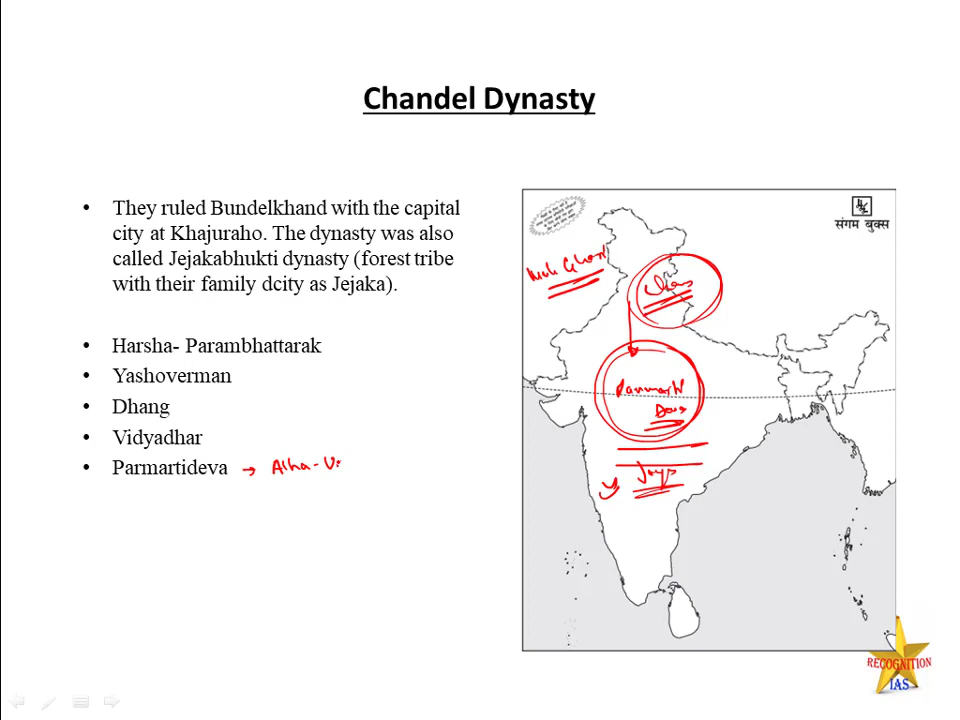 Chandel Dynasty
• They ruled Bundelkhand with the capital
city at Khajuraho. The dynasty was also
called Jejakabhukti dynasty (forest tribe
with their family dcity as Jejaka).
• Harsha- Parambhattarak
• Yashoverman
• Dhang
• Vidyadhar
• Parmartideva → Alha-U
संगम बुक्स
RECOGNITION
IAS